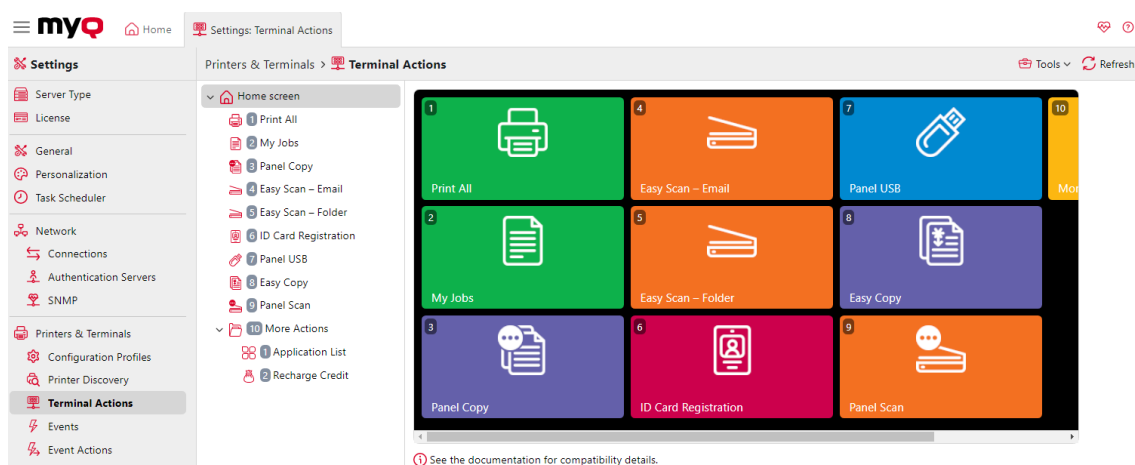 myQ
Home
Settings: Terminal Actions
Settings
Printers & Terminals > Terminal Actions
Tools
Refresh
Server Type
License
General
Personalization
Task Scheduler
Network
Connections
Authentication Servers
SNMP
Printers & Terminals
Configuration Profiles
Printer Discovery
Terminal Actions
Events
Event Actions
Home screen
1 Print All
2 My Jobs
3 Panel Copy
4 Easy Scan – Email
5 Easy Scan – Folder
6 ID Card Registration
7 Panel USB
8 Easy Copy
9 Panel Scan
10 More Actions
1 Application List
2 Recharge Credit
1
Print All
4
Easy Scan – Email
7
Panel USB
10
Mor
2
My Jobs
5
Easy Scan – Folder
8
¥
Easy Copy
3
Panel Copy
6
ID Card Registration
9
Panel Scan
See the documentation for compatibility details.